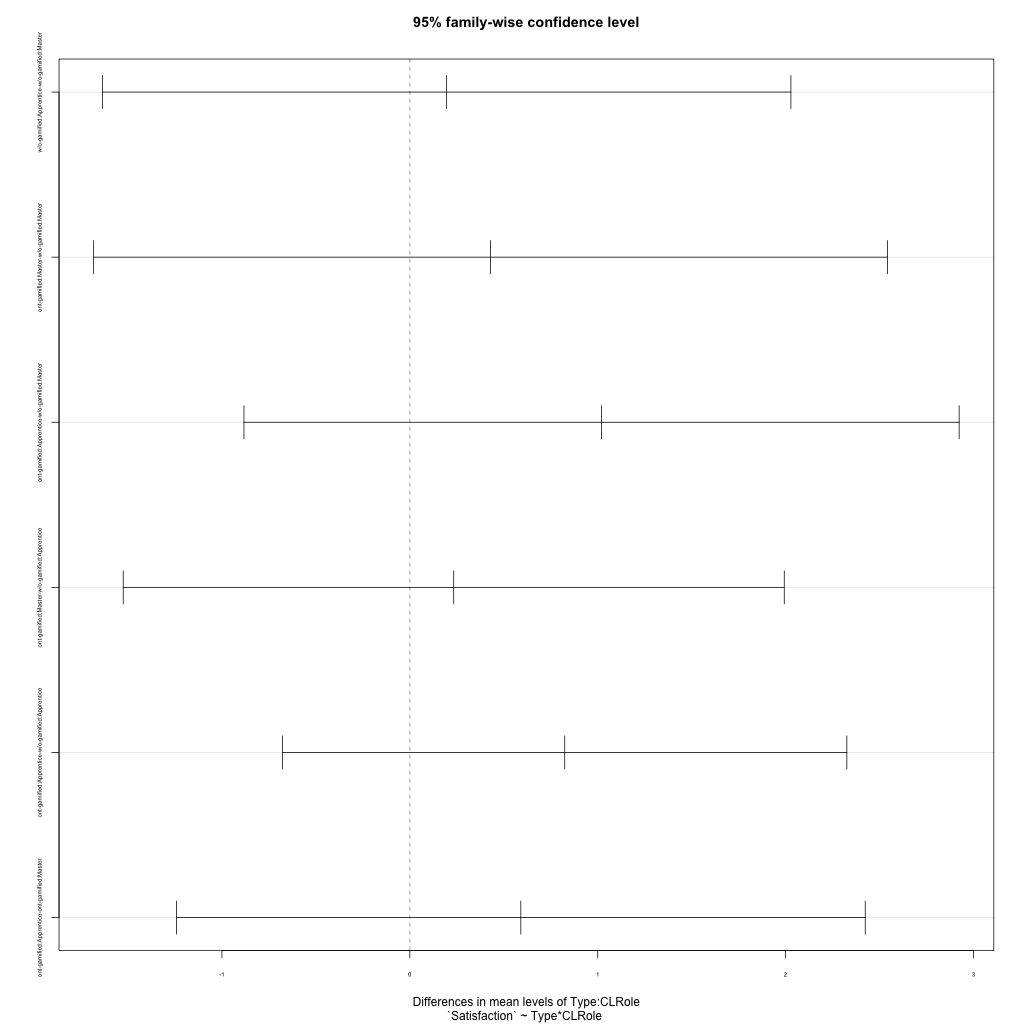 95% family-wise confidence level
w/o-gamified:Apprentice-w/o-gamified:Master
ont-gamified:Master-w/o-gamified:Master
ont-gamified:Apprentice-w/o-gamified:Master
ont-gamified:Master-w/o-gamified:Apprentice
ont-gamified:Apprentice-w/o-gamified:Apprentice
ont-gamified:Apprentice-ont-gamified:Master
-1 0 1 2 3
Differences in mean levels of Type:CLRole
`Satisfaction` ~ Type*CLRole